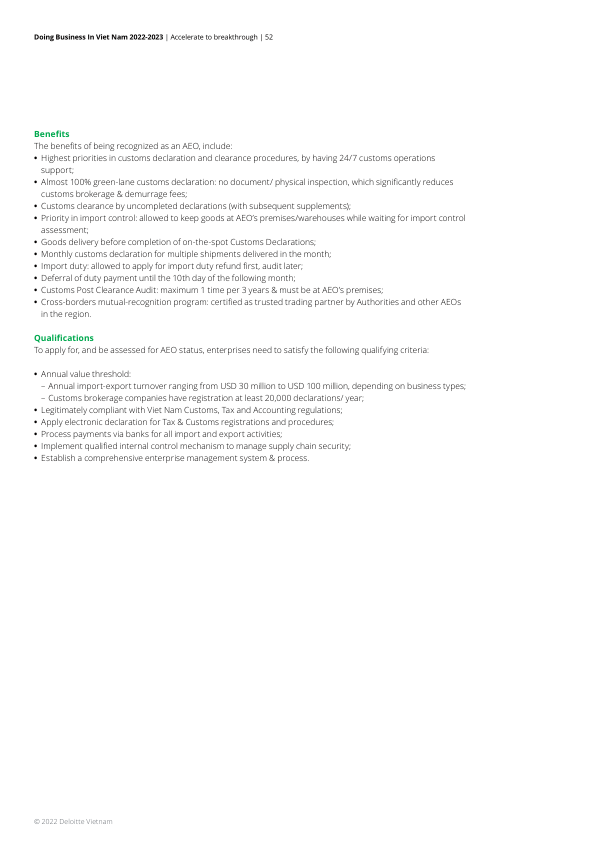 Doing Business In Viet Nam 2022-2023 | Accelerate to breakthrough | 52
Benefits
The benefits of being recognized as an AEO, include:
• Highest priorities in customs declaration and clearance procedures, by having 24/7 customs operations
support;
• Almost 100% green-lane customs declaration: no document/ physical inspection, which significantly reduces
customs brokerage & demurrage fees;
• Customs clearance by uncompleted declarations (with subsequent supplements);
• Priority in import control: allowed to keep goods at AEO's premises/warehouses while waiting for import control
assessment;
• Goods delivery before completion of on-the-spot Customs Declarations;
• Monthly customs declaration for multiple shipments delivered in the month;
• Import duty: allowed to apply for import duty refund first, audit later;
• Deferral of duty payment until the 10th day of the following month;
• Customs Post Clearance Audit: maximum 1 time per 3 years & must be at AEO's premises;
• Cross-borders mutual-recognition program: certified as trusted trading partner by Authorities and other AEOs
in the region.
Qualifications
To apply for, and be assessed for AEO status, enterprises need to satisfy the following qualifying criteria:
• Annual value threshold:
– Annual import-export turnover ranging from USD 30 million to USD 100 million, depending on business types;
– Customs brokerage companies have registration at least 20,000 declarations/ year;
• Legitimately compliant with Viet Nam Customs, Tax and Accounting regulations;
• Apply electronic declaration for Tax & Customs registrations and procedures;
• Process payments via banks for all import and export activities;
• Implement qualified internal control mechanism to manage supply chain security;
• Establish a comprehensive enterprise management system & process.
© 2022 Deloitte Vietnam